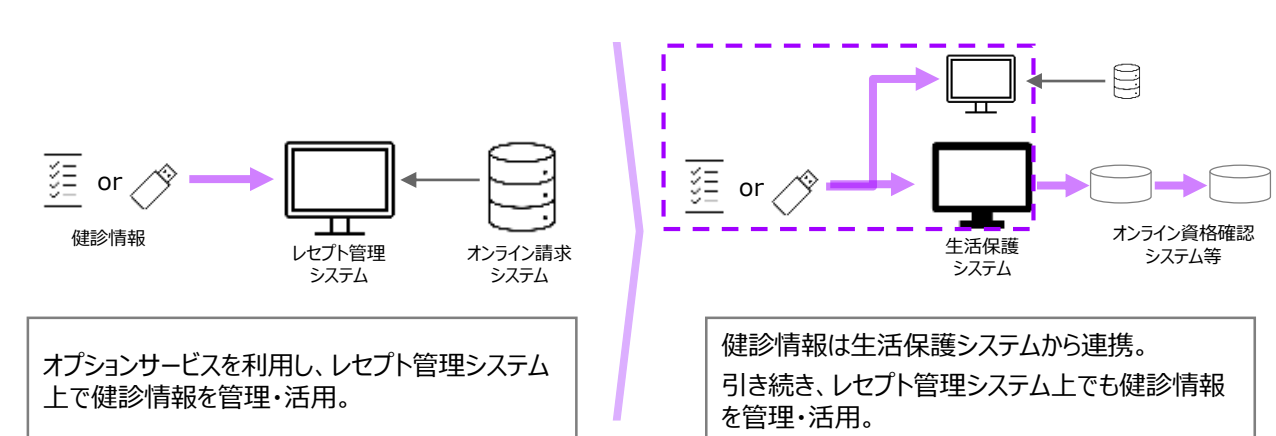 or
健診情報
レセプト管理
システム
オンライン請求
システム
オプションサービスを利用し、レセプト管理システム
上で健診情報を管理・活用。
or
生活保護
システム
オンライン資格確認
システム等
健診情報は生活保護システムから連携。
引き続き、レセプト管理システム上でも健診情報
を管理・活用。